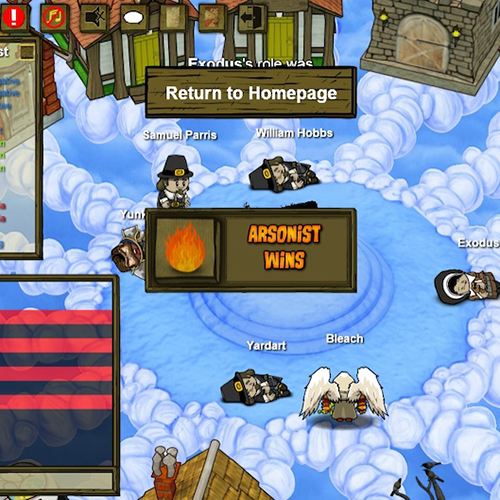 Exodus's role was
Return to Homepage
Samuel Parris
William Hobbs
ARSONIST
WINS
Exodus
Yardart
Bleach